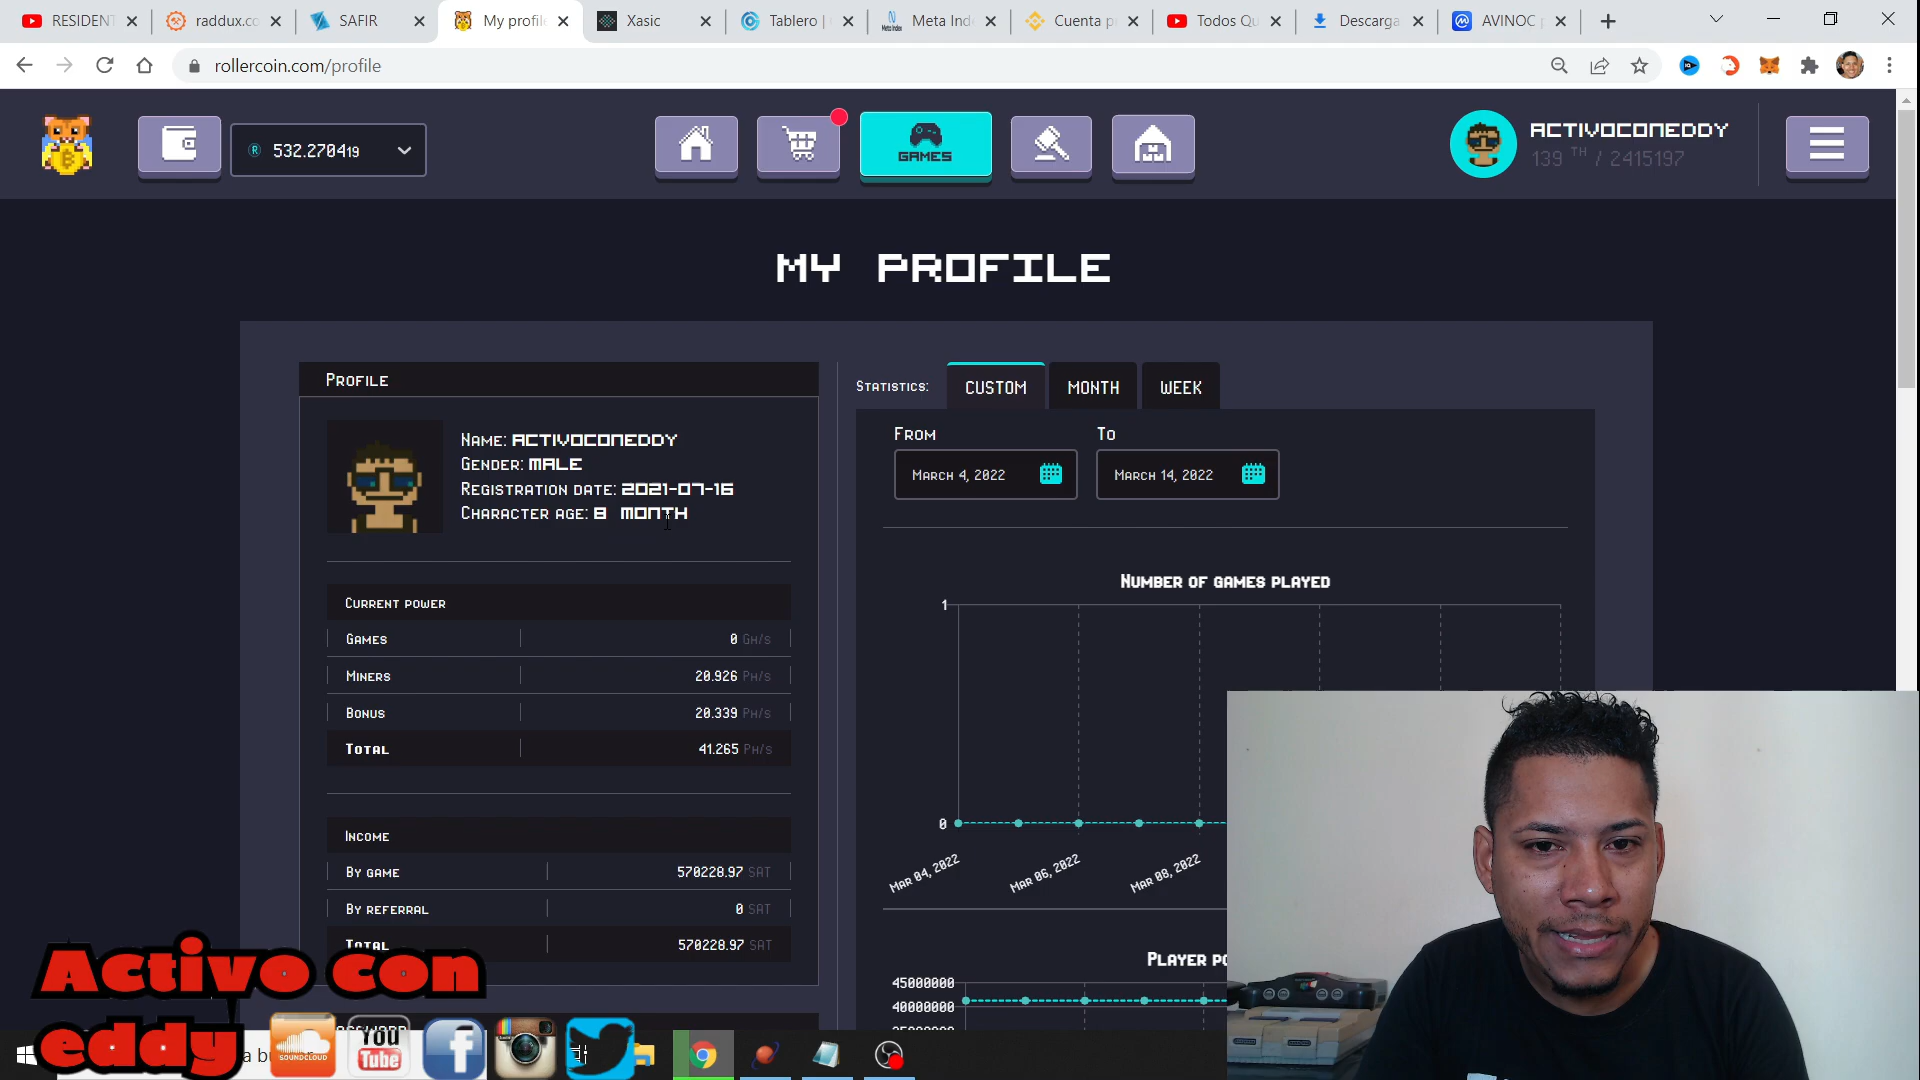 RESIDENT
raddux.co
SAFIR
My profile
Xasic
Tablero |
Meta Ind
Cuenta p
Todos Qu
Descarga
AVINOC p
rollercoin.com/profile
532.270419
GAMES
ACTIVOCONEDDY
139 TH / 2415197
MY PROFILE
PROFILE
NAME: ACTIVOCONEDDY
GENDER: MALE
REGISTRATION DATE: 2021-07-16
CHARACTER AGE: 8 MONTH
CURRENT POWER
GAMES 0 GH/S
MINERS 20.926 PH/S
BONUS 20.339 PH/S
TOTAL 41.265 PH/S
INCOME
BY GAME 570228.97 SAT
BY REFERRAL 0 SAT
TOTAL 570228.97 SAT
STATISTICS: CUSTOM MONTH WEEK
FROM TO
MARCH 4, 2022 MARCH 14, 2022
NUMBER OF GAMES PLAYED
1
0
MAR 04, 2022 MAR 06, 2022 MAR 08, 2022
PLAYER PO
45000000
40000000
Activo con
eddy
SOUNDCLOUD
You
Tube